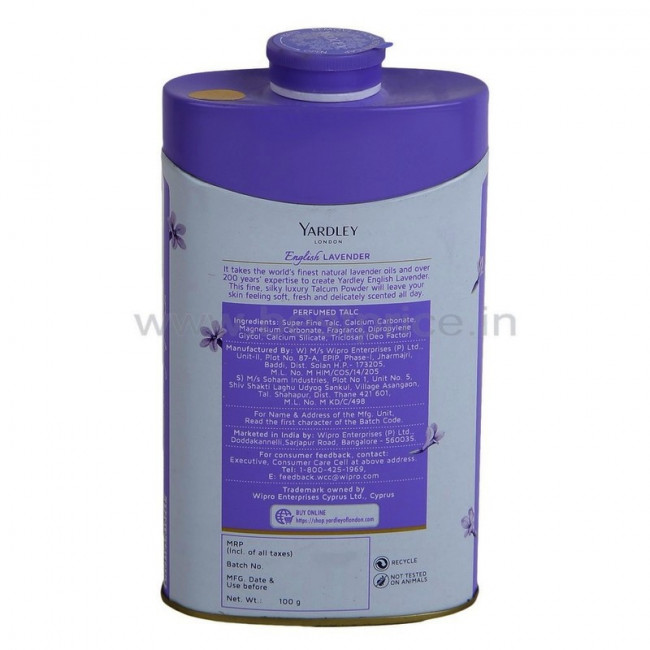 YARDLEY
LONDON
English LAVENDER
It takes the world's finest natural lavender oils and over
200 years' expertise to create Yardley English Lavender.
This fine, silky luxury Talcum Powder will leave your
skin feeling soft, fresh and delicately scented all day.
PERFUMED TALC
Ingredients: Super Fine Talc, Calcium Carbonate,
Magnesium Carbonate, Fragrance, Dipropylene
Glycol, Calcium Silicate, Triclosan (Deo Factor)
Manufactured By: W) M/s Wipro Enterprises (P) Ltd.,
Unit-II, Plot No. 87-A, EPIP, Phase-I, Jharmajri,
Baddi, Dist. Solan H.P.- 173205.
M.L. No. M HIM/COS/14/205
S) M/s Soham Industries, Plot No 1, Unit No 5,
Shiv Shakti Laghu Udyog Sankul, Village Asangaon,
Tal. Shahapur, Dist. Thane 421 601,
M.L. No. M KD/C/498
For Name & Address of the Mfg. Unit,
Read the first character of the Batch Code.
Marketed in India by: Wipro Enterprises (P) Ltd.,
Doddakannelli,Sarjapur Road, Bangalore - 560035.
For consumer feedback, contact:
Executive, Consumer Care Cell at above address.
Tel: 1-800-425-1969,
E: feedback.wcc@wipro.com
Trademark owned by
Wipro Enterprises Cyprus Ltd., Cyprus
BUY ONLINE
https://shop.yardleyoflondon.com
MRP
(Incl. of all taxes)
Batch No.
MFG. Date &
Use before
Net. Wt.: 100 g
RECYCLE
NOT TESTED
ON ANIMALS